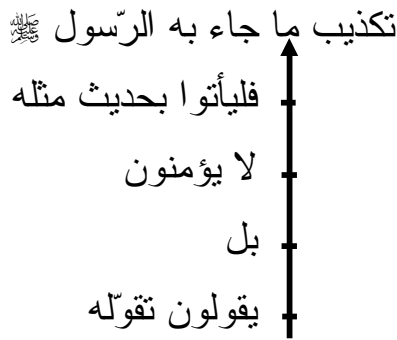 تكذيب ما جاء به الرّسول ﷺ
فليأتوا بحديث مثله
لا يؤمنون
بل
يقولون تقوّله